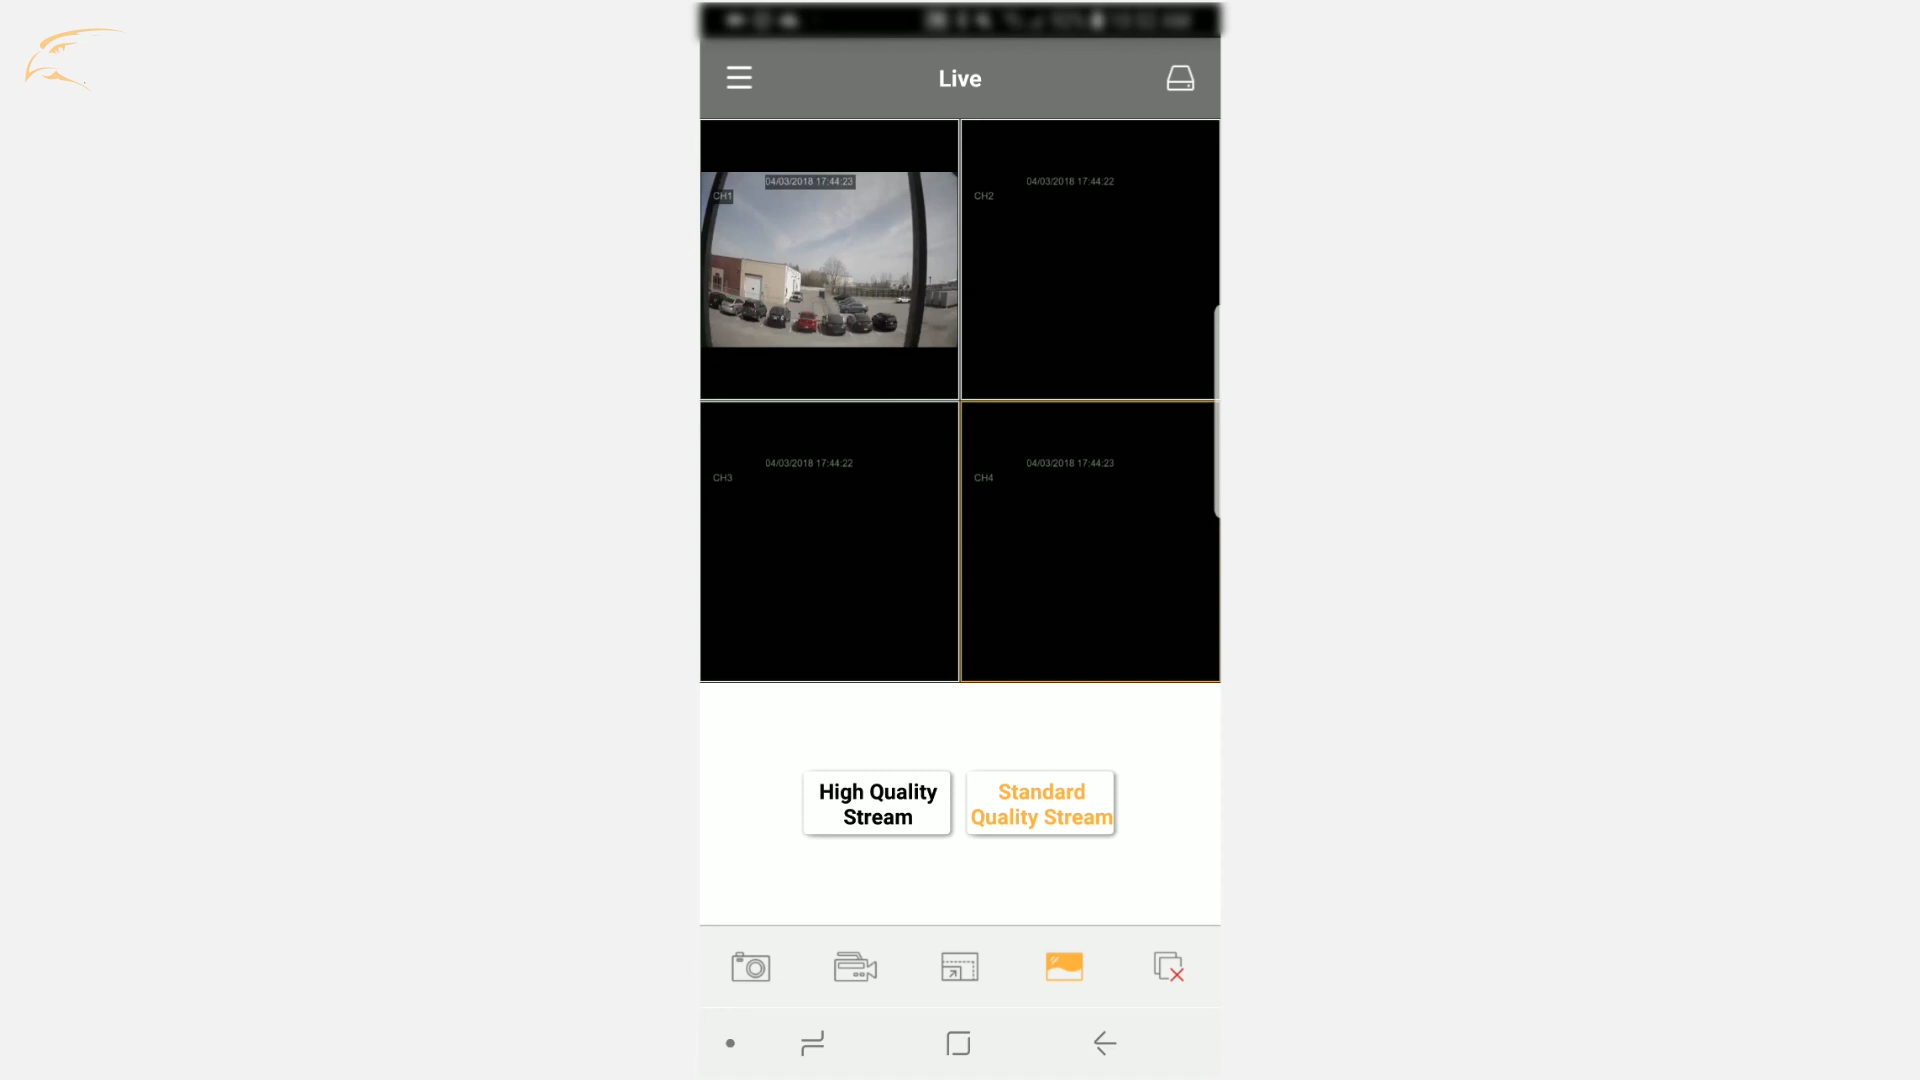 Live
04/03/2018 17:44:23
CH1
04/03/2018 17:44:22
CH2
04/03/2018 17:44:22
CH3
04/03/2018 17:44:23
CH4
High Quality
Stream
Standard
Quality Stream